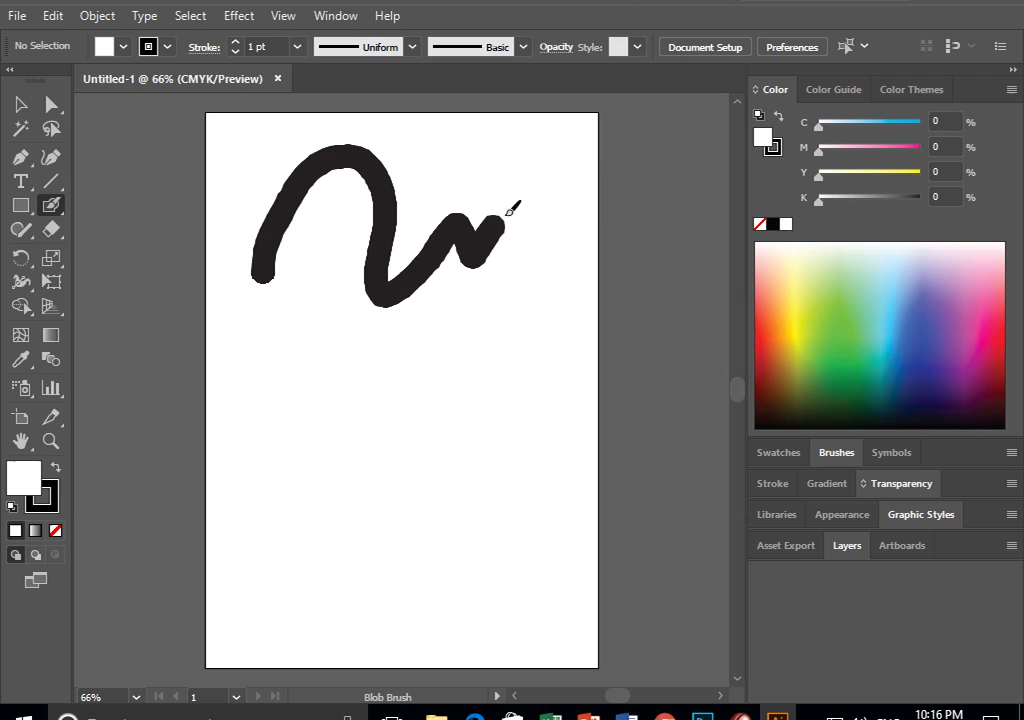 File Edit Object Type Select Effect View Window Help
No Selection Stroke: 1 pt Uniform Basic Opacity Style: Document Setup Preferences
Untitled-1 @ 66% (CMYK/Preview) ×
Color Color Guide Color Themes
C 0 %
M 0 %
Y 0 %
K 0 %
Swatches Brushes Symbols
Stroke Gradient Transparency
Libraries Appearance Graphic Styles
Asset Export Layers Artboards
66% 1 Blob Brush
10:16 PM